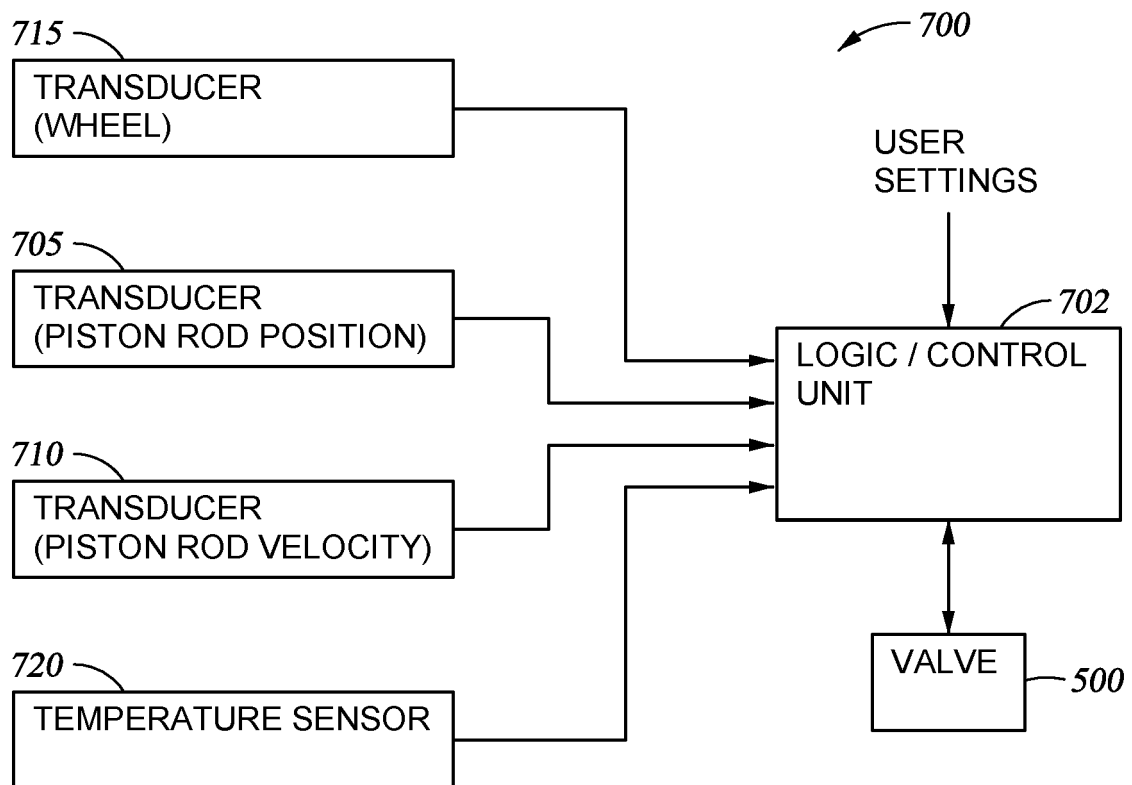 715
TRANSDUCER
(WHEEL)
700
USER
SETTINGS
705
TRANSDUCER
(PISTON ROD POSITION)
702
LOGIC / CONTROL
UNIT
710
TRANSDUCER
(PISTON ROD VELOCITY)
720
TEMPERATURE SENSOR
VALVE
500